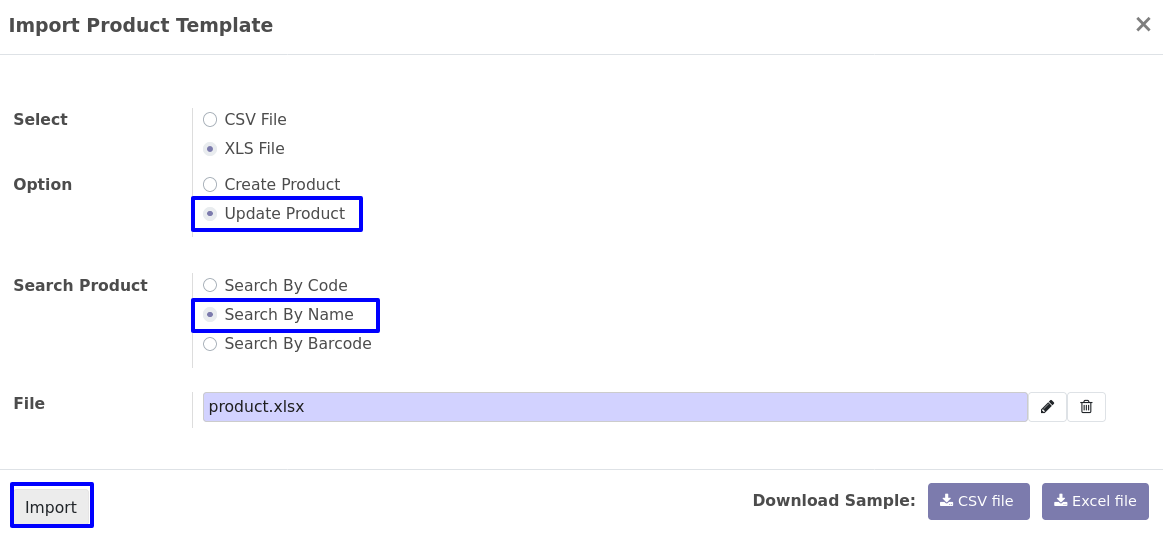 Import Product Template ×
Select
CSV File
XLS File
Option
Create Product
Update Product
Search Product
Search By Code
Search By Name
Search By Barcode
File
product.xlsx
Import
Download Sample: CSV file Excel file